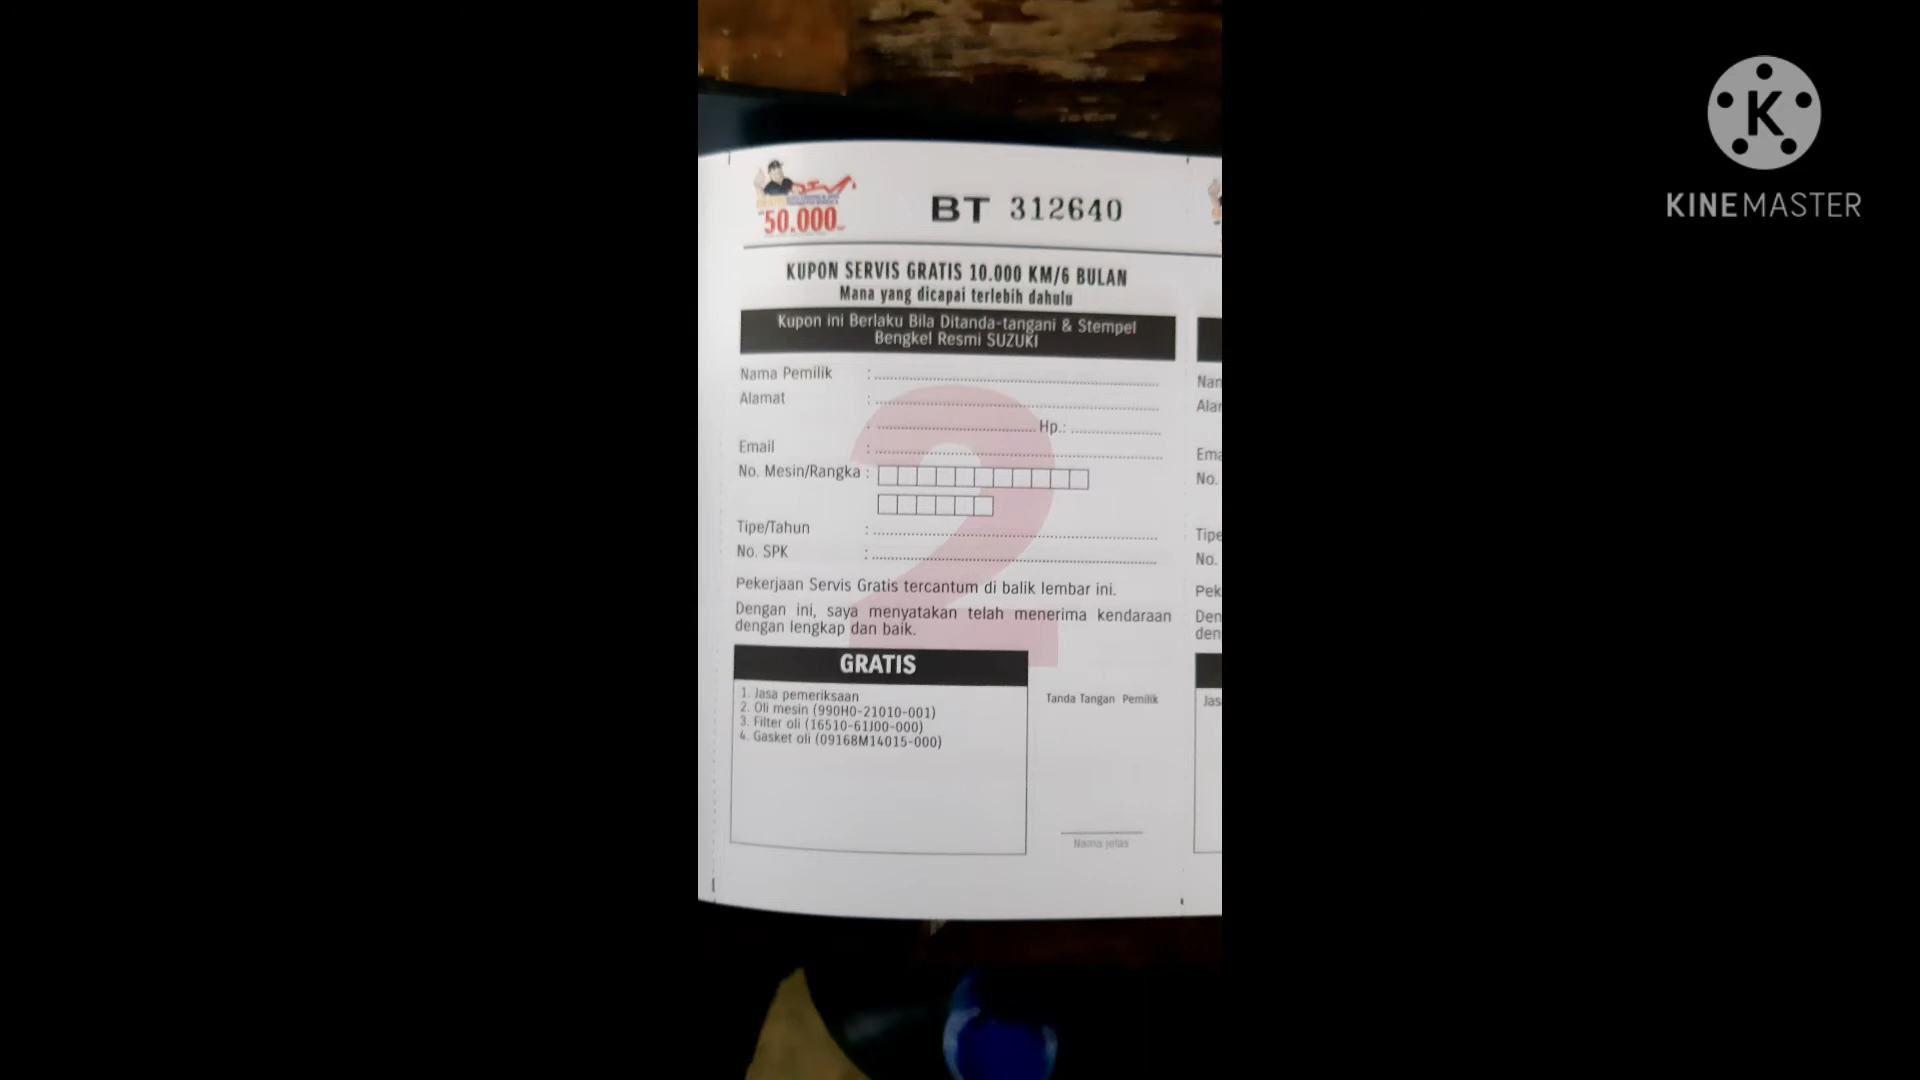 50.000
BT 312640
KUPON SERVIS GRATIS 10.000 KM/6 BULAN
Mana yang dicapai terlebih dahulu
Kupon ini Berlaku Bila Ditanda-tangani & Stempel
Bengkel Resmi SUZUKI
Nama Pemilik :
Alamat :
: Hp.:
Email :
No. Mesin/Rangka :
Tipe/Tahun :
No. SPK :
2
Pekerjaan Servis Gratis tercantum di balik lembar ini.
Dengan ini, saya menyatakan telah menerima kendaraan
dengan lengkap dan baik.
GRATIS
1. Jasa pemeriksaan
2. Oli mesin (990H0-21010-001)
3. Filter oli (16510-61J00-000)
4. Gasket oli (09168M14015-000)
Tanda Tangan Pemilik
Nama jelas
No.
No.
K
KINEMASTER